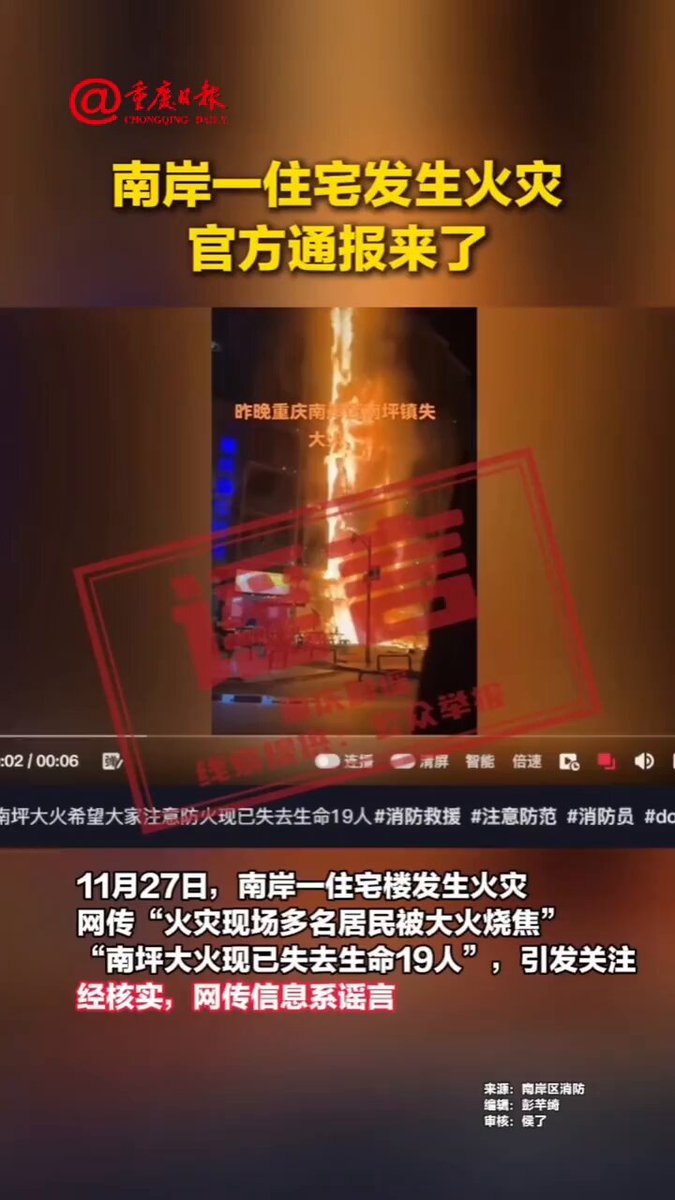 @重庆日报
CHONGQING DAILY
南岸一住宅发生火灾
官方通报来了
昨晚重庆南岸区南坪镇失
大火
谣言
:02 / 00:06
连播
清屏
智能
倍速
南坪大火希望大家注意防火现已失去生命19人#消防救援 #注意防范 #消防员 #do
11月27日，南岸一住宅楼发生火灾
网传“火灾现场多名居民被大火烧焦”
“南坪大火现已失去生命19人”，引发关注
经核实，网传信息系谣言
来源：南岸区消防
编辑：彭芊绮
审核：侯了